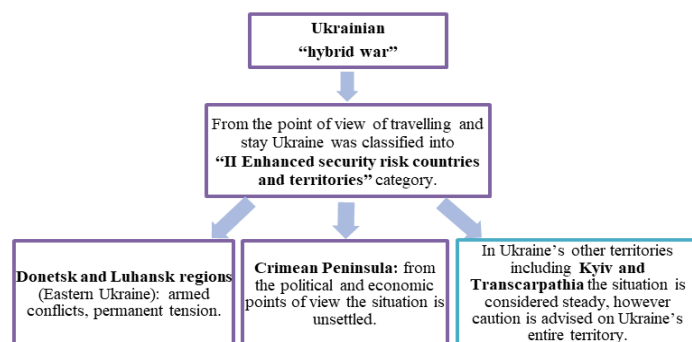 Ukrainian
“hybrid war”
From the point of view of travelling and
stay Ukraine was classified into
“II Enhanced security risk countries
and territories” category.
Donetsk and Luhansk regions
(Eastern Ukraine): armed
conflicts, permanent tension.
Crimean Peninsula: from
the political and economic
points of view the situation is
unsettled.
In Ukraine’s other territories
including Kyiv and
Transcarpathia the situation is
considered steady, however
caution is advised on Ukraine’s
entire territory.